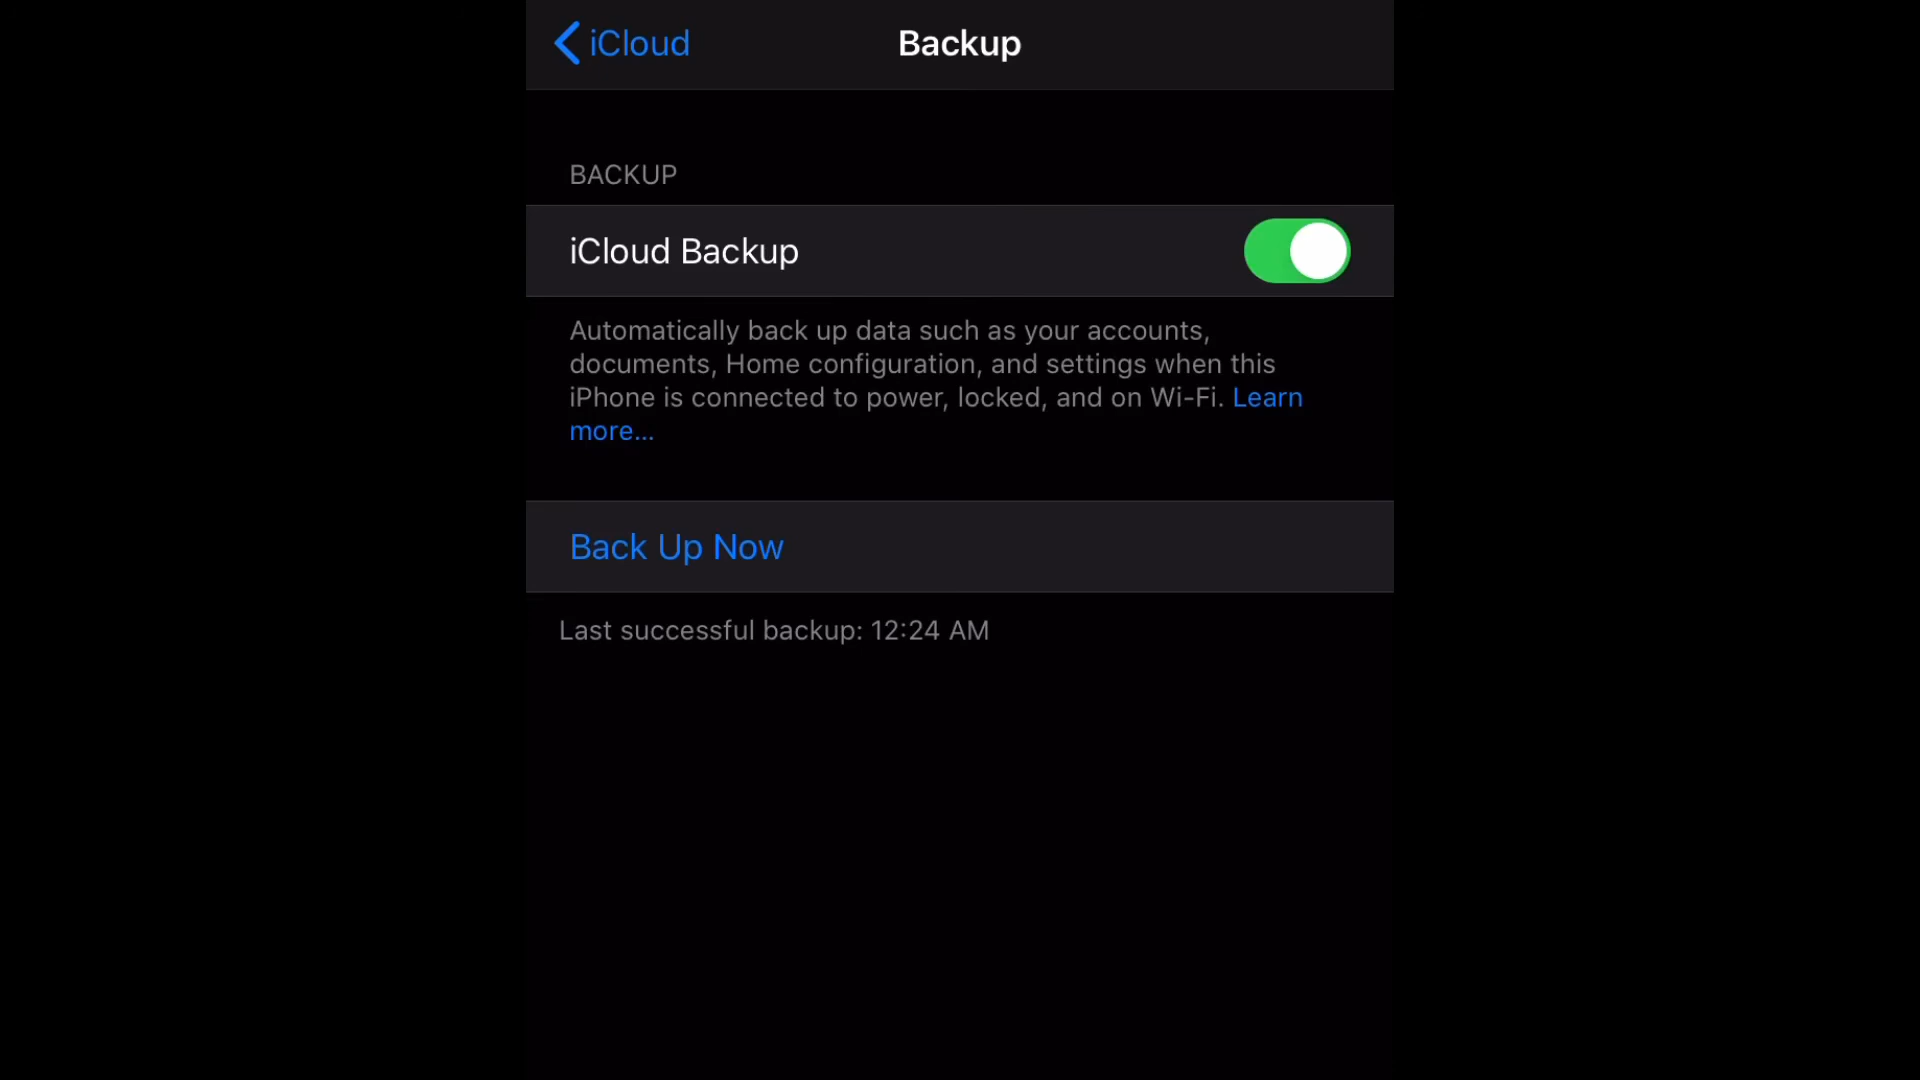 iCloud
Backup
BACKUP
iCloud Backup
Automatically back up data such as your accounts,
documents, Home configuration, and settings when this
iPhone is connected to power, locked, and on Wi-Fi. Learn
more...
Back Up Now
Last successful backup: 12:24 AM